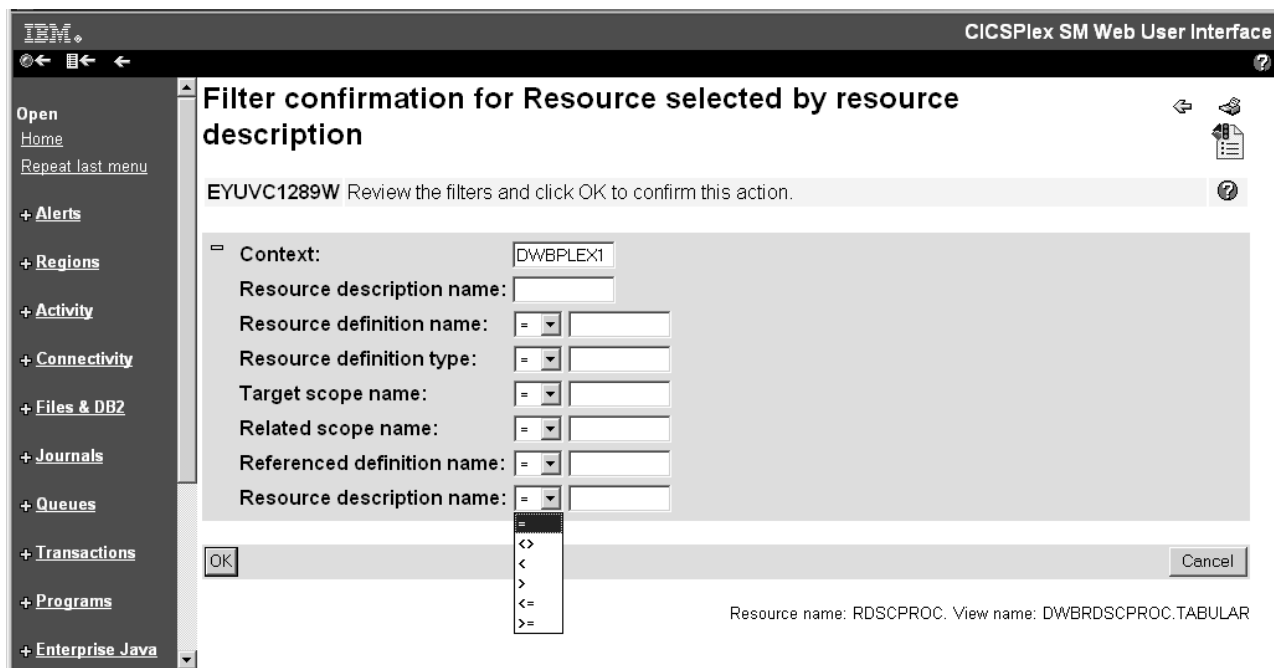 IBM.
CICSPlex SM Web User Interface
Open
Home
Repeat last menu
+ Alerts
+ Regions
+ Activity
+ Connectivity
+ Files & DB2
+ Journals
+ Queues
+ Transactions
+ Programs
+ Enterprise Java
Filter confirmation for Resource selected by resource
description
EYUVC1289W Review the filters and click OK to confirm this action.
Context: DWBPLEX1
Resource description name:
Resource definition name: =
Resource definition type: =
Target scope name: =
Related scope name: =
Referenced definition name: =
Resource description name: =
=
<>
<
>
<=
>=
OK
Cancel
Resource name: RDSCPROC. View name: DWBRDSCPROC.TABULAR